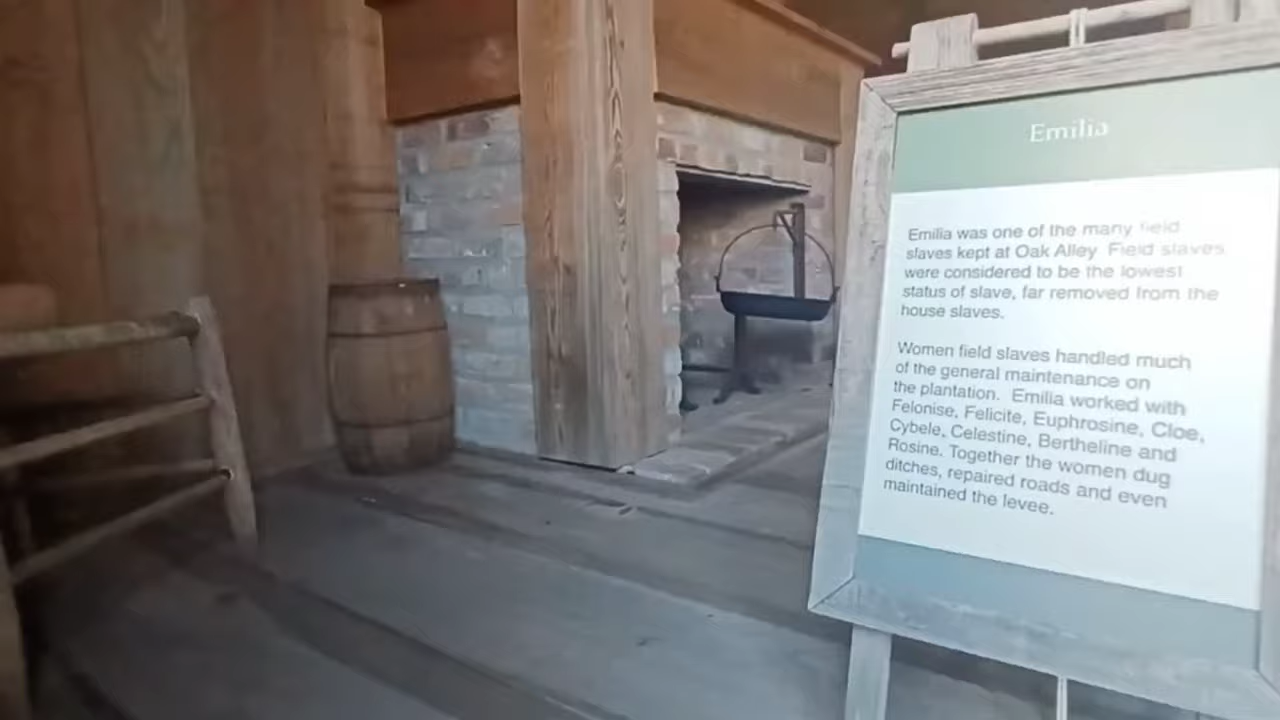 Emilia
Emilia was one of the many field
slaves kept at Oak Alley Field slaves
were considered to be the lowest
status of slave, far removed from the
house slaves.
Women field slaves handled much
of the general maintenance on
the plantation. Emilia worked with
Felonise, Felicite, Euphrosine, Cloe,
Cybele, Celestine, Bertheline and
Rosine. Together the women dug
ditches, repaired roads and even
maintained the levee.